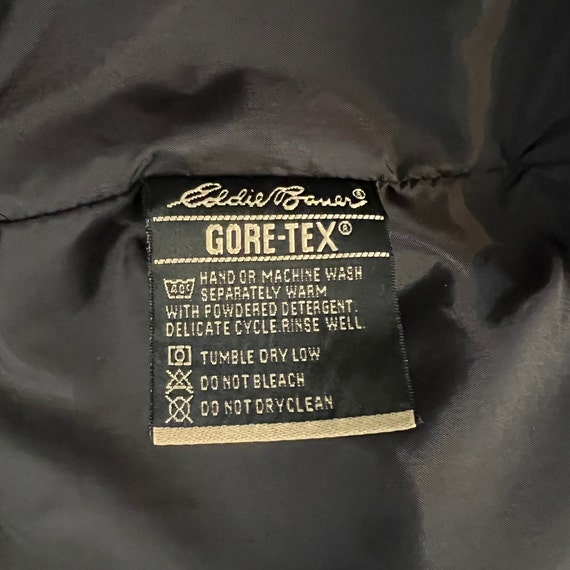 Eddie Bauer®
GORE-TEX®
40C HAND OR MACHINE WASH
SEPARATELY WARM
WITH POWDERED DETERGENT.
DELICATE CYCLE.RINSE WELL.
TUMBLE DRY LOW
DO NOT BLEACH
DO NOT DRYCLEAN